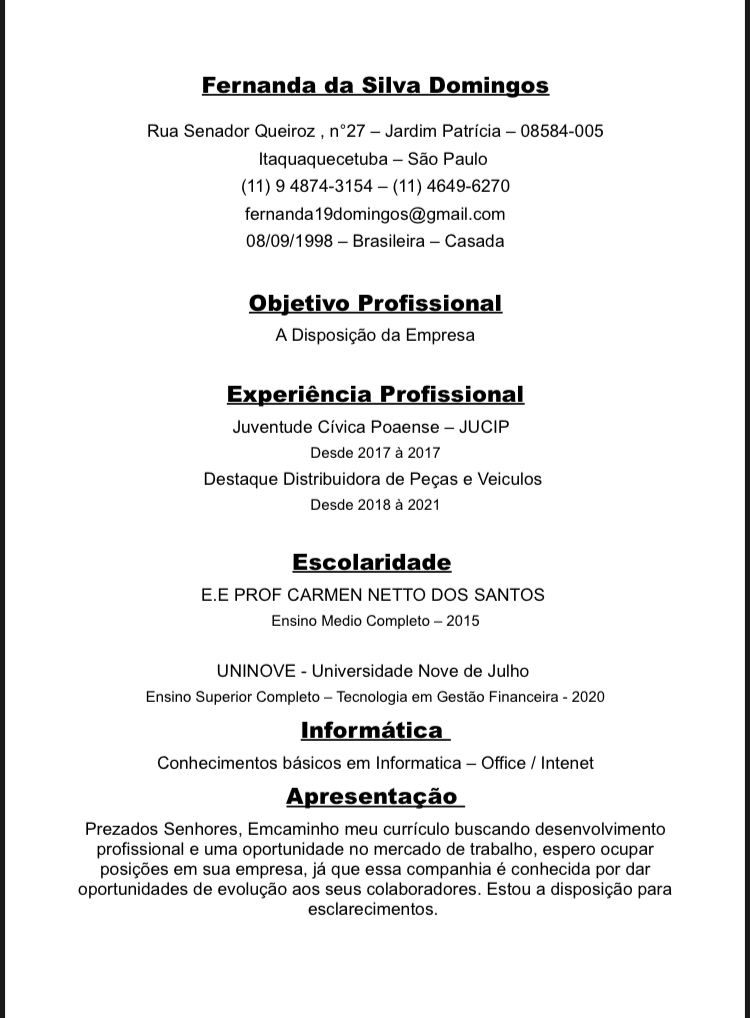 Fernanda da Silva Domingos
Rua Senador Queiroz , n°27 – Jardim Patrícia – 08584-005
Itaquaquecetuba – São Paulo
(11) 9 4874-3154 – (11) 4649-6270
fernanda19domingos@gmail.com
08/09/1998 – Brasileira – Casada
Objetivo Profissional
A Disposição da Empresa
Experiência Profissional
Juventude Cívica Poaense – JUCIP
Desde 2017 à 2017
Destaque Distribuidora de Peças e Veiculos
Desde 2018 à 2021
Escolaridade
E.E PROF CARMEN NETTO DOS SANTOS
Ensino Medio Completo – 2015
UNINOVE - Universidade Nove de Julho
Ensino Superior Completo – Tecnologia em Gestão Financeira - 2020
Informática
Conhecimentos básicos em Informatica – Office / Intenet
Apresentação
Prezados Senhores, Emcaminho meu currículo buscando desenvolvimento
profissional e uma oportunidade no mercado de trabalho, espero ocupar
posições em sua empresa, já que essa companhia é conhecida por dar
oportunidades de evolução aos seus colaboradores. Estou a disposição para
esclarecimentos.